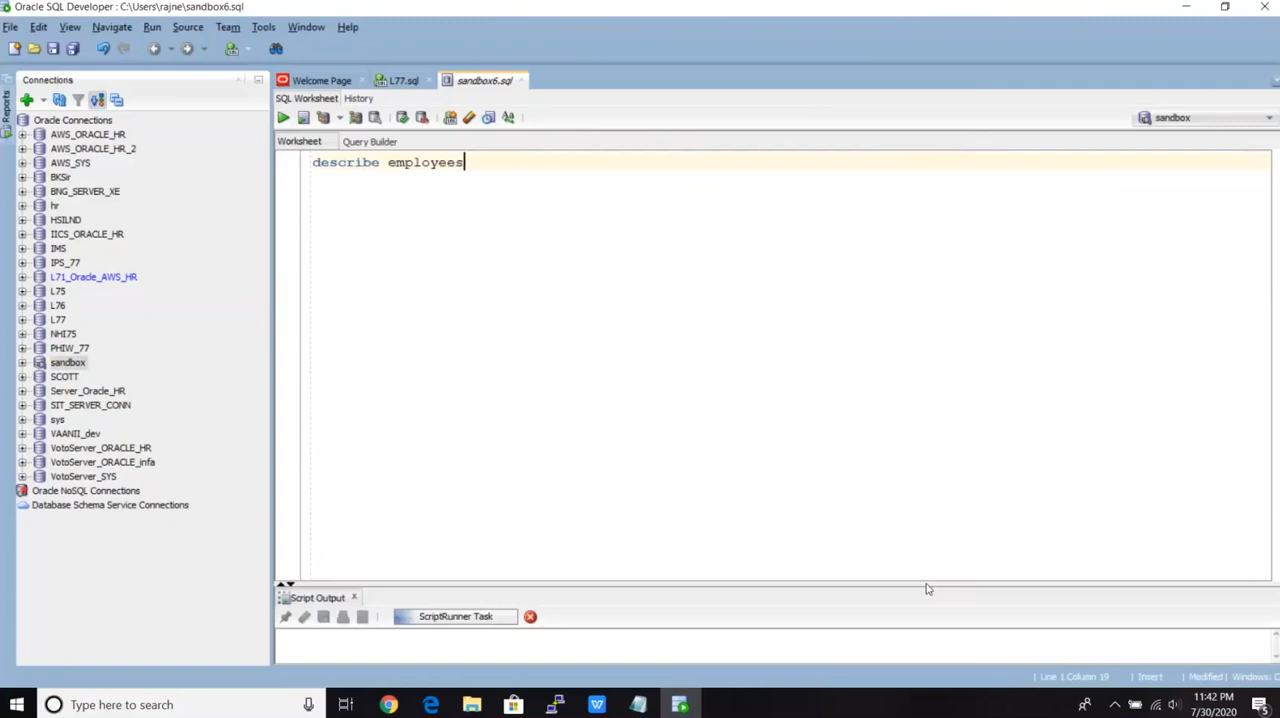 Oracle SQL Developer : C:\Users\rajne\sandbox6.sql
File Edit View Navigate Run Source Team Tools Window Help
Connections
Welcome Page
L77.sql
sandbox6.sql
SQL Worksheet History
sandbox
Worksheet Query Builder
Reports
Oracle Connections
AWS_ORACLE_HR
AWS_ORACLE_HR_2
AWS_SYS
BKSir
BNG_SERVER_XE
hr
HSILND
IICS_ORACLE_HR
IMS
IPS_77
L71_Oracle_AWS_HR
L75
L76
L77
NHI75
PHIW_77
sandbox
SCOTT
Server_Oracle_HR
SIT_SERVER_CONN
sys
VAANII_dev
VotoServer_ORACLE_HR
VotoServer_ORACLE_infa
VotoServer_SYS
Oracle NoSQL Connections
Database Schema Service Connections
describe employees
Script Output
ScriptRunner Task
Line 1 Column 19 Insert Modified Windows: C
Type here to search
11:42 PM
7/30/2020
5